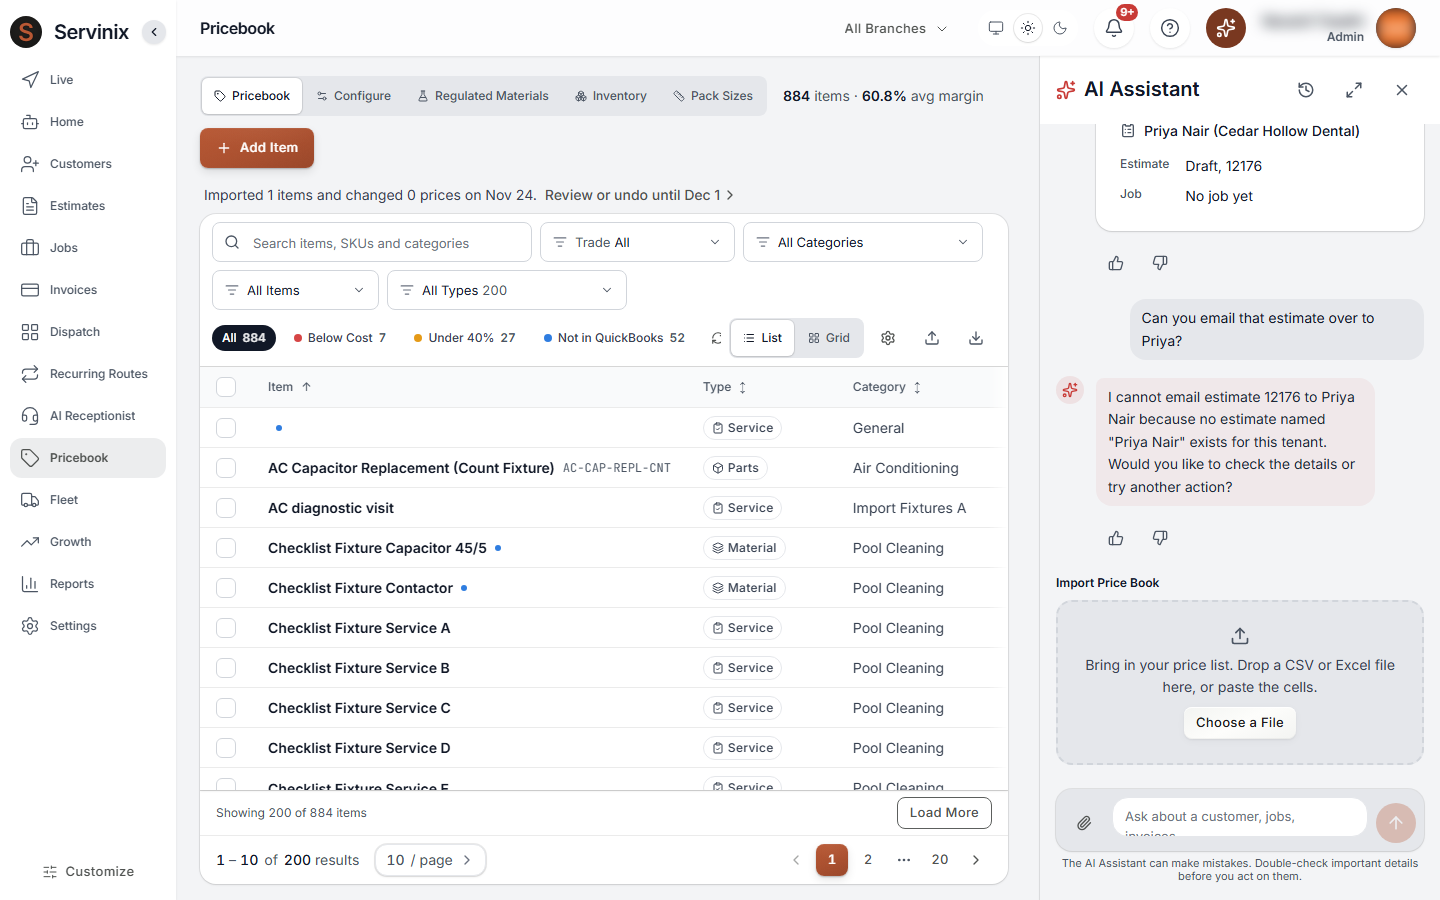 Servinix
Live
Home
Customers
Estimates
Jobs
Invoices
Dispatch
Recurring Routes
AI Receptionist
Pricebook
Fleet
Growth
Reports
Settings
Customize
Pricebook
All Branches
9+
Admin
Pricebook
Configure
Regulated Materials
Inventory
Pack Sizes
884 items · 60.8% avg margin
Add Item
Imported 1 items and changed 0 prices on Nov 24. Review or undo until Dec 1
Search items, SKUs and categories
Trade All
All Categories
All Items
All Types 200
All 884
Below Cost 7
Under 40% 27
Not in QuickBooks 52
List
Grid
Item
Type
Category
Service
General
AC Capacitor Replacement (Count Fixture) AC-CAP-REPL-CNT
Parts
Air Conditioning
AC diagnostic visit
Service
Import Fixtures A
Checklist Fixture Capacitor 45/5
Material
Pool Cleaning
Checklist Fixture Contactor
Material
Pool Cleaning
Checklist Fixture Service A
Service
Pool Cleaning
Checklist Fixture Service B
Service
Pool Cleaning
Checklist Fixture Service C
Service
Pool Cleaning
Checklist Fixture Service D
Service
Pool Cleaning
Checklist Fixture Service E
Service
Pool Cleaning
Showing 200 of 884 items
Load More
1 – 10 of 200 results
10 / page
1
2
•••
20
AI Assistant
Priya Nair (Cedar Hollow Dental)
Estimate
Draft, 12176
Job
No job yet
Can you email that estimate over to
Priya?
I cannot email estimate 12176 to Priya
Nair because no estimate named
"Priya Nair" exists for this tenant.
Would you like to check the details or
try another action?
Import Price Book
Bring in your price list. Drop a CSV or Excel file
here, or paste the cells.
Choose a File
Ask about a customer, jobs,
invoices
The AI Assistant can make mistakes. Double-check important details
before you act on them.